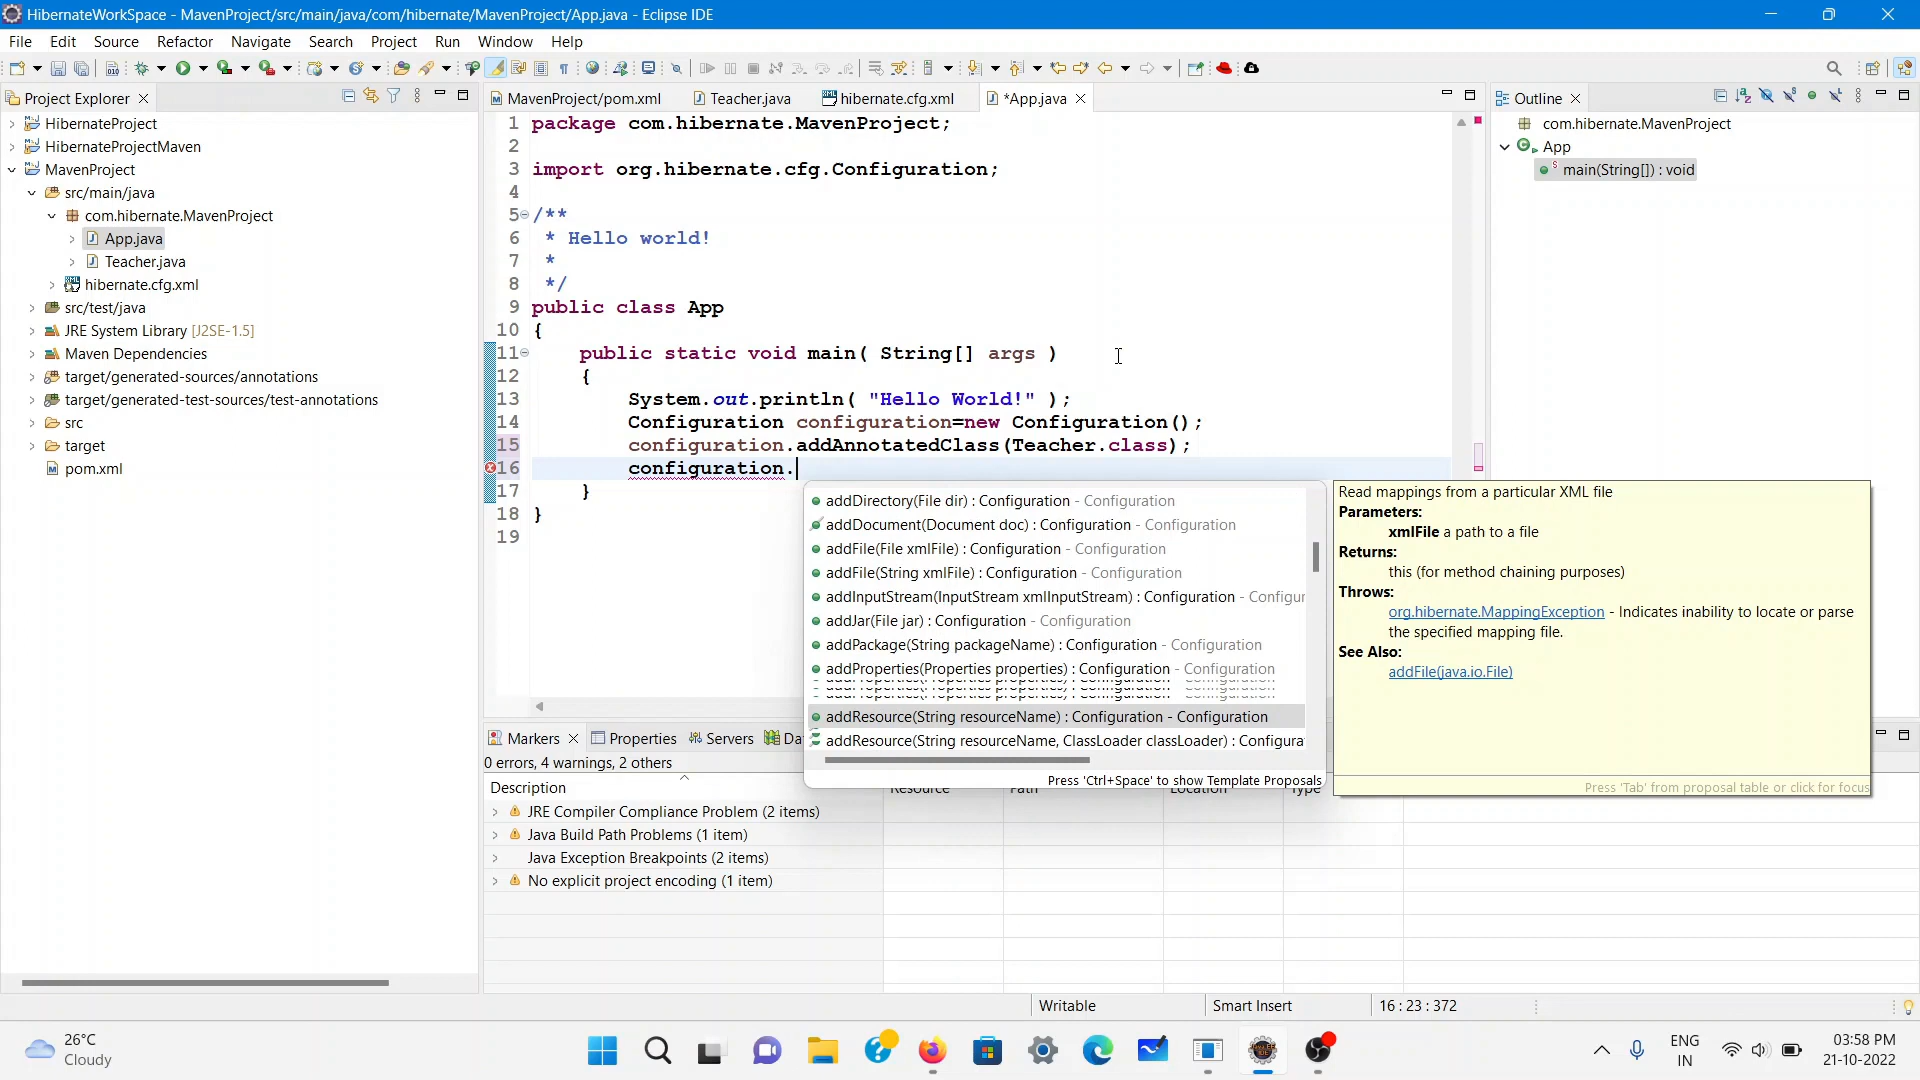 HibernateWorkSpace - MavenProject/src/main/java/com/hibernate/MavenProject/App.java - Eclipse IDE
File Edit Source Refactor Navigate Search Project Run Window Help
Project Explorer
HibernateProject
HibernateProjectMaven
MavenProject
src/main/java
com.hibernate.MavenProject
App.java
Teacher.java
hibernate.cfg.xml
src/test/java
JRE System Library [J2SE-1.5]
Maven Dependencies
target/generated-sources/annotations
target/generated-test-sources/test-annotations
src
target
pom.xml
MavenProject/pom.xml Teacher.java hibernate.cfg.xml *App.java
1 package com.hibernate.MavenProject;
2
3 import org.hibernate.cfg.Configuration;
4
5 /**
6 * Hello world!
7 *
8 */
9 public class App
10 {
11 public static void main( String[] args )
12 {
13 System.out.println( "Hello World!" );
14 Configuration configuration=new Configuration();
15 configuration.addAnnotatedClass(Teacher.class);
16 configuration.
17 }
18 }
19
addDirectory(File dir) : Configuration - Configuration
addDocument(Document doc) : Configuration - Configuration
addFile(File xmlFile) : Configuration - Configuration
addFile(String xmlFile) : Configuration - Configuration
addInputStream(InputStream xmlInputStream) : Configuration - Configur
addJar(File jar) : Configuration - Configuration
addPackage(String packageName) : Configuration - Configuration
addProperties(Properties properties) : Configuration - Configuration
addResource(String resourceName) : Configuration - Configuration
addResource(String resourceName, ClassLoader classLoader) : Configura
Press 'Ctrl+Space' to show Template Proposals
Read mappings from a particular XML file
Parameters:
xmlFile a path to a file
Returns:
this (for method chaining purposes)
Throws:
org.hibernate.MappingException - Indicates inability to locate or parse
the specified mapping file.
See Also:
addFile(java.io.File)
Press 'Tab' from proposal table or click for focus
Outline
com.hibernate.MavenProject
App
main(String[]) : void
Markers Properties Servers Da
0 errors, 4 warnings, 2 others
Description Resource Path Location Type
JRE Compiler Compliance Problem (2 items)
Java Build Path Problems (1 item)
Java Exception Breakpoints (2 items)
No explicit project encoding (1 item)
Writable Smart Insert 16 : 23 : 372
26°C
Cloudy
ENG
IN
03:58 PM
21-10-2022